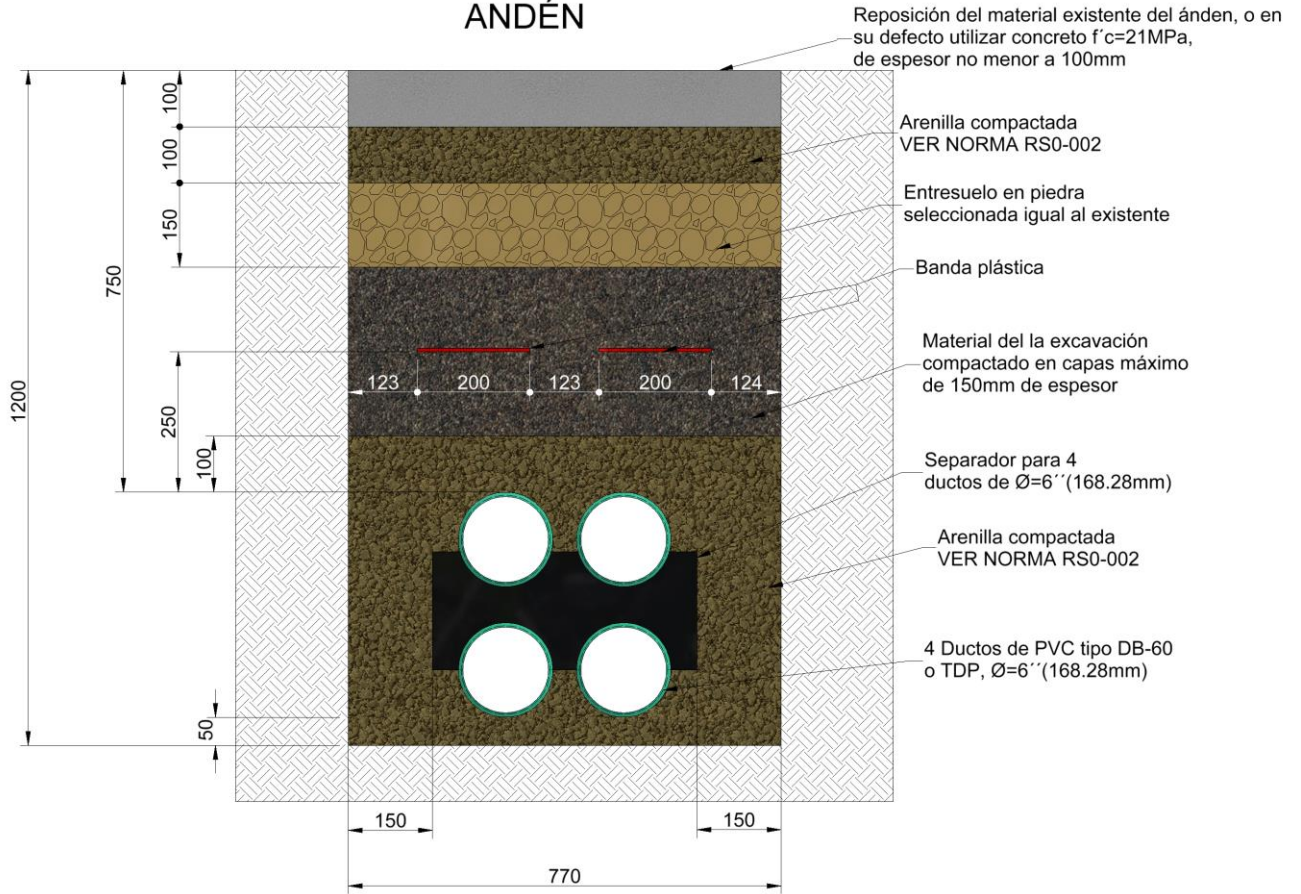 ANDÉN
Reposición del material existente del ánden, o en
su defecto utilizar concreto f´c=21MPa,
de espesor no menor a 100mm
Arenilla compactada
VER NORMA RS0-002
Entresuelo en piedra
seleccionada igual al existente
Banda plástica
Material del la excavación
compactado en capas máximo
de 150mm de espesor
Separador para 4
ductos de Ø=6´´(168.28mm)
Arenilla compactada
VER NORMA RS0-002
4 Ductos de PVC tipo DB-60
o TDP, Ø=6´´(168.28mm)
1200
750
100
100
150
250
100
50
123 200 123 200 124
150 150
770